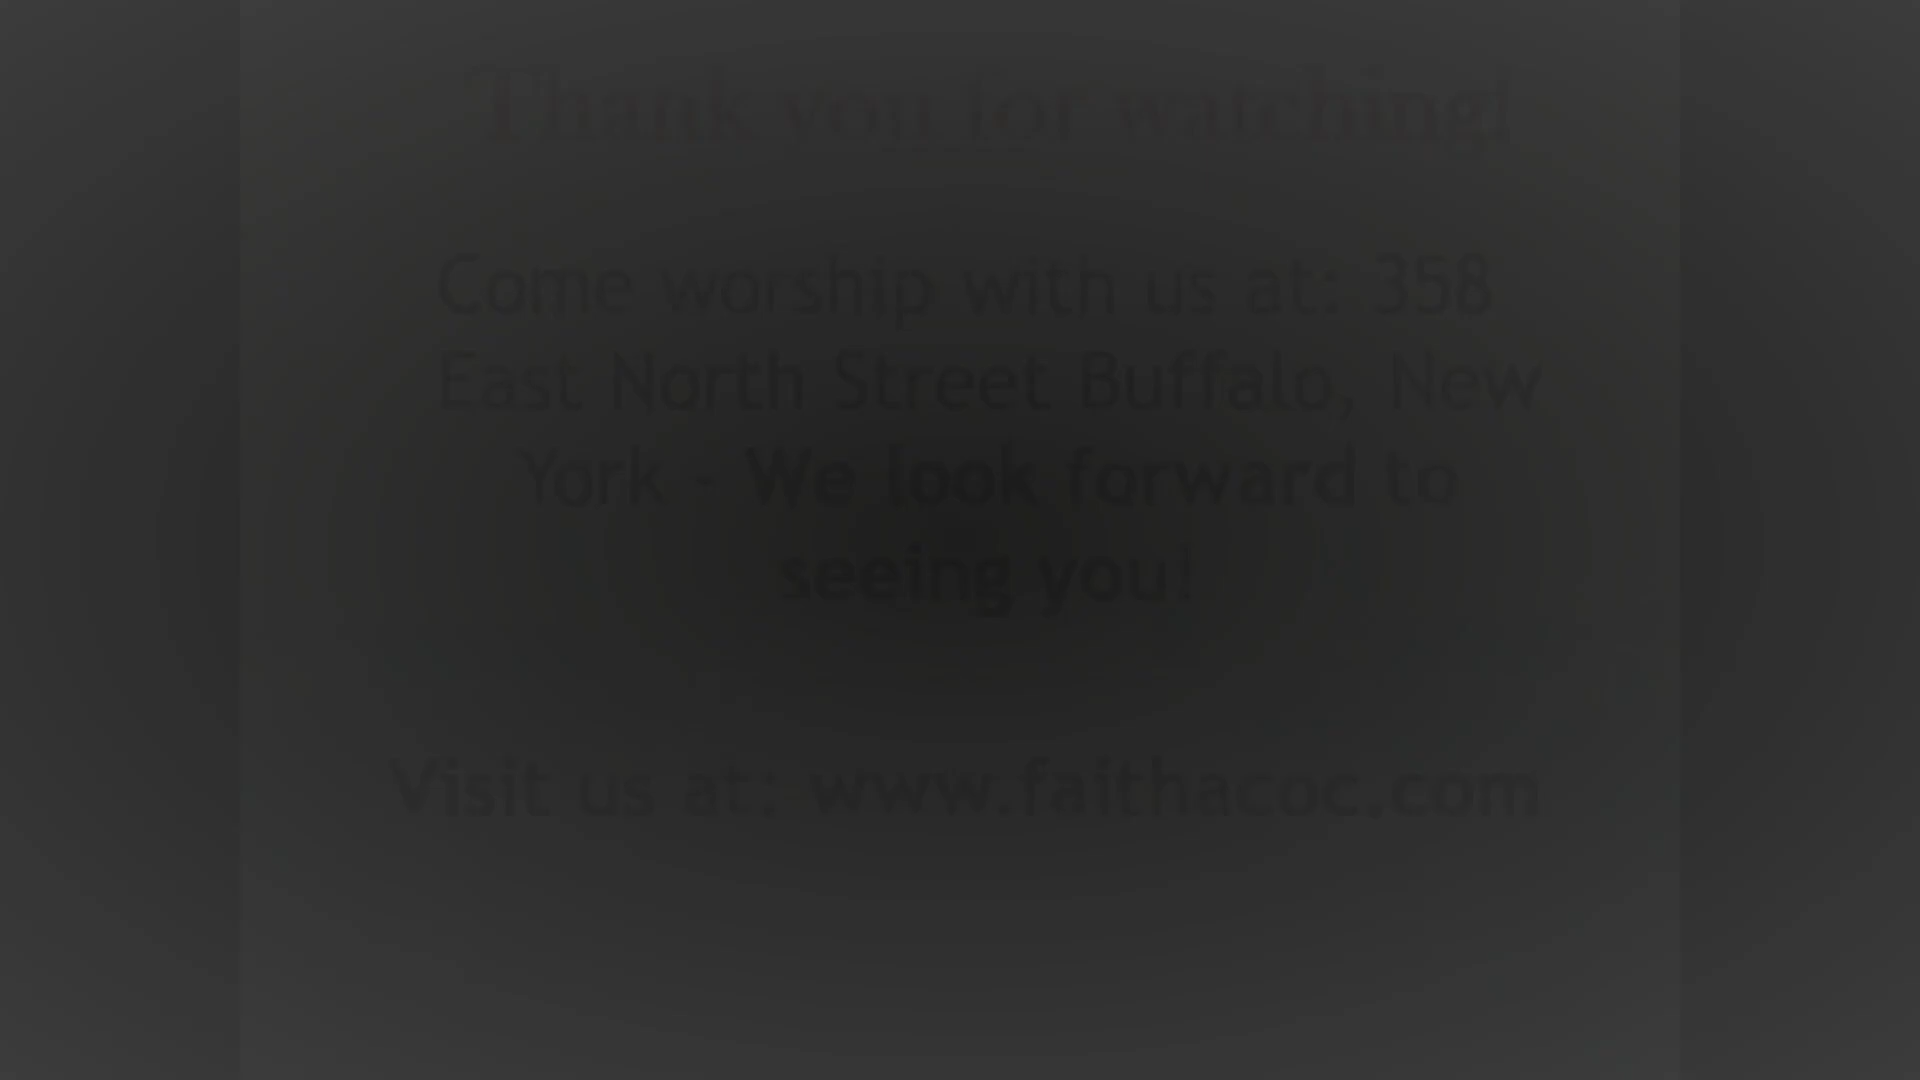 Thank you for watching!
Come worship with us at: 358
East North Street Buffalo, New
York - We look forward to
seeing you!
Visit us at: www.faithacoc.com